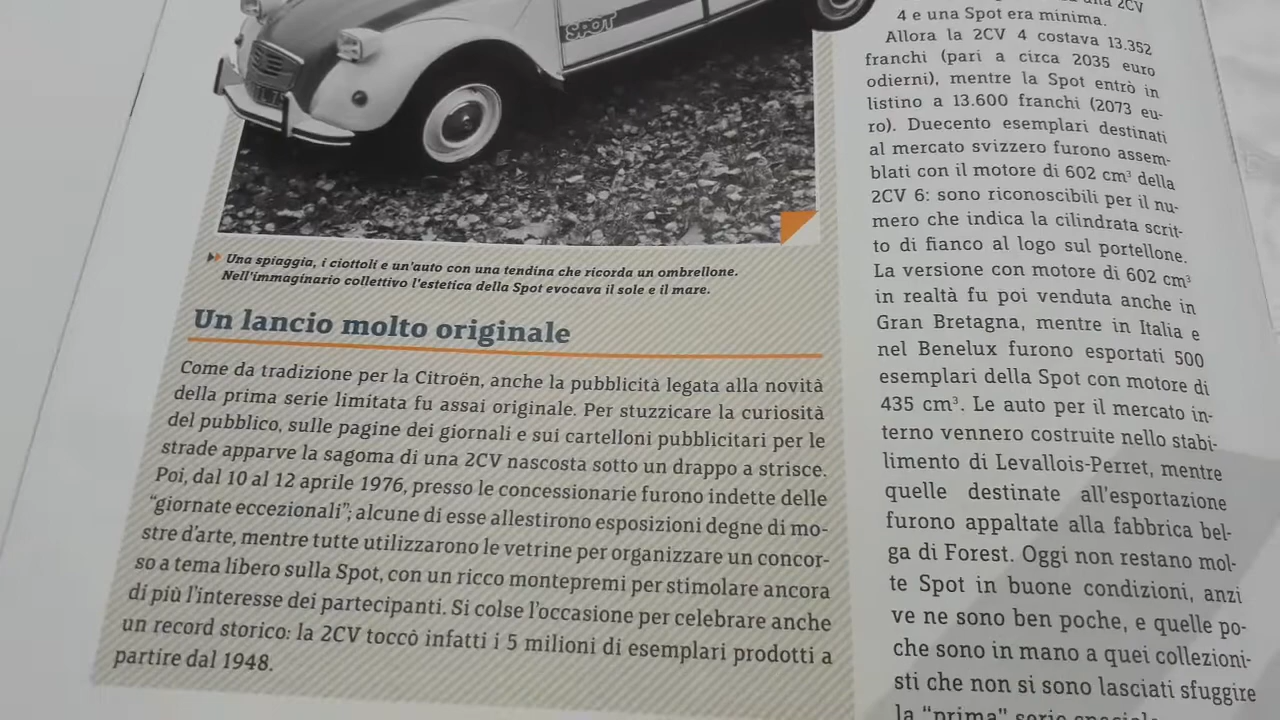 SPOT
Una spiaggia, i ciottoli e un'auto con una tendina che ricorda un ombrellone.
Nell'immaginario collettivo l'estetica della Spot evocava il sole e il mare.
Un lancio molto originale
Come da tradizione per la Citroën, anche la pubblicità legata alla novità
della prima serie limitata fu assai originale. Per stuzzicare la curiosità
del pubblico, sulle pagine dei giornali e sui cartelloni pubblicitari per le
strade apparve la sagoma di una 2CV nascosta sotto un drappo a strisce.
Poi, dal 10 al 12 aprile 1976, presso le concessionarie furono indette delle
“giornate eccezionali”; alcune di esse allestirono esposizioni degne di mo-
stre d'arte, mentre tutte utilizzarono le vetrine per organizzare un concor-
so a tema libero sulla Spot, con un ricco montepremi per stimolare ancora
di più l'interesse dei partecipanti. Si colse l'occasione per celebrare anche
un record storico: la 2CV toccò infatti i 5 milioni di esemplari prodotti a
partire dal 1948.
una 2CV
4 e una Spot era minima.
Allora la 2CV 4 costava 13.352
franchi (pari a circa 2035 euro
odierni), mentre la Spot entrò in
listino a 13.600 franchi (2073 eu-
ro). Duecento esemplari destinati
al mercato svizzero furono assem-
blati con il motore di 602 cm³ della
2CV 6: sono riconoscibili per il nu-
mero che indica la cilindrata scrit-
to di fianco al logo sul portellone.
La versione con motore di 602 cm³
in realtà fu poi venduta anche in
Gran Bretagna, mentre in Italia e
nel Benelux furono esportati 500
esemplari della Spot con motore di
435 cm³. Le auto per il mercato in-
terno vennero costruite nello stabi-
limento di Levallois-Perret, mentre
quelle destinate all'esportazione
furono appaltate alla fabbrica bel-
ga di Forest. Oggi non restano mol-
te Spot in buone condizioni, anzi
ve ne sono ben poche, e quelle po-
che sono in mano a quei collezioni-
sti che non si sono lasciati sfuggire
la “prima” serie speciale